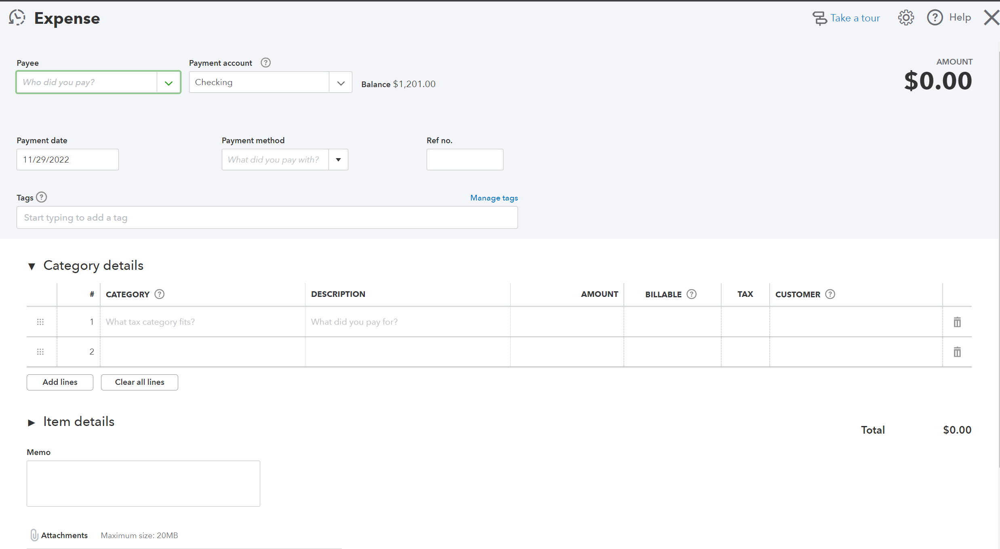 Expense
Take a tour
Help
Payee
Payment account
AMOUNT
Who did you pay?
Checking
Balance $1,201.00
$0.00
Payment date
Payment method
Ref no.
11/29/2022
What did you pay with?
Tags
Manage tags
Start typing to add a tag
Category details
# CATEGORY DESCRIPTION AMOUNT BILLABLE TAX CUSTOMER
1 What tax category fits? What did you pay for?
2
Add lines
Clear all lines
Item details
Total $0.00
Memo
Attachments Maximum size: 20MB